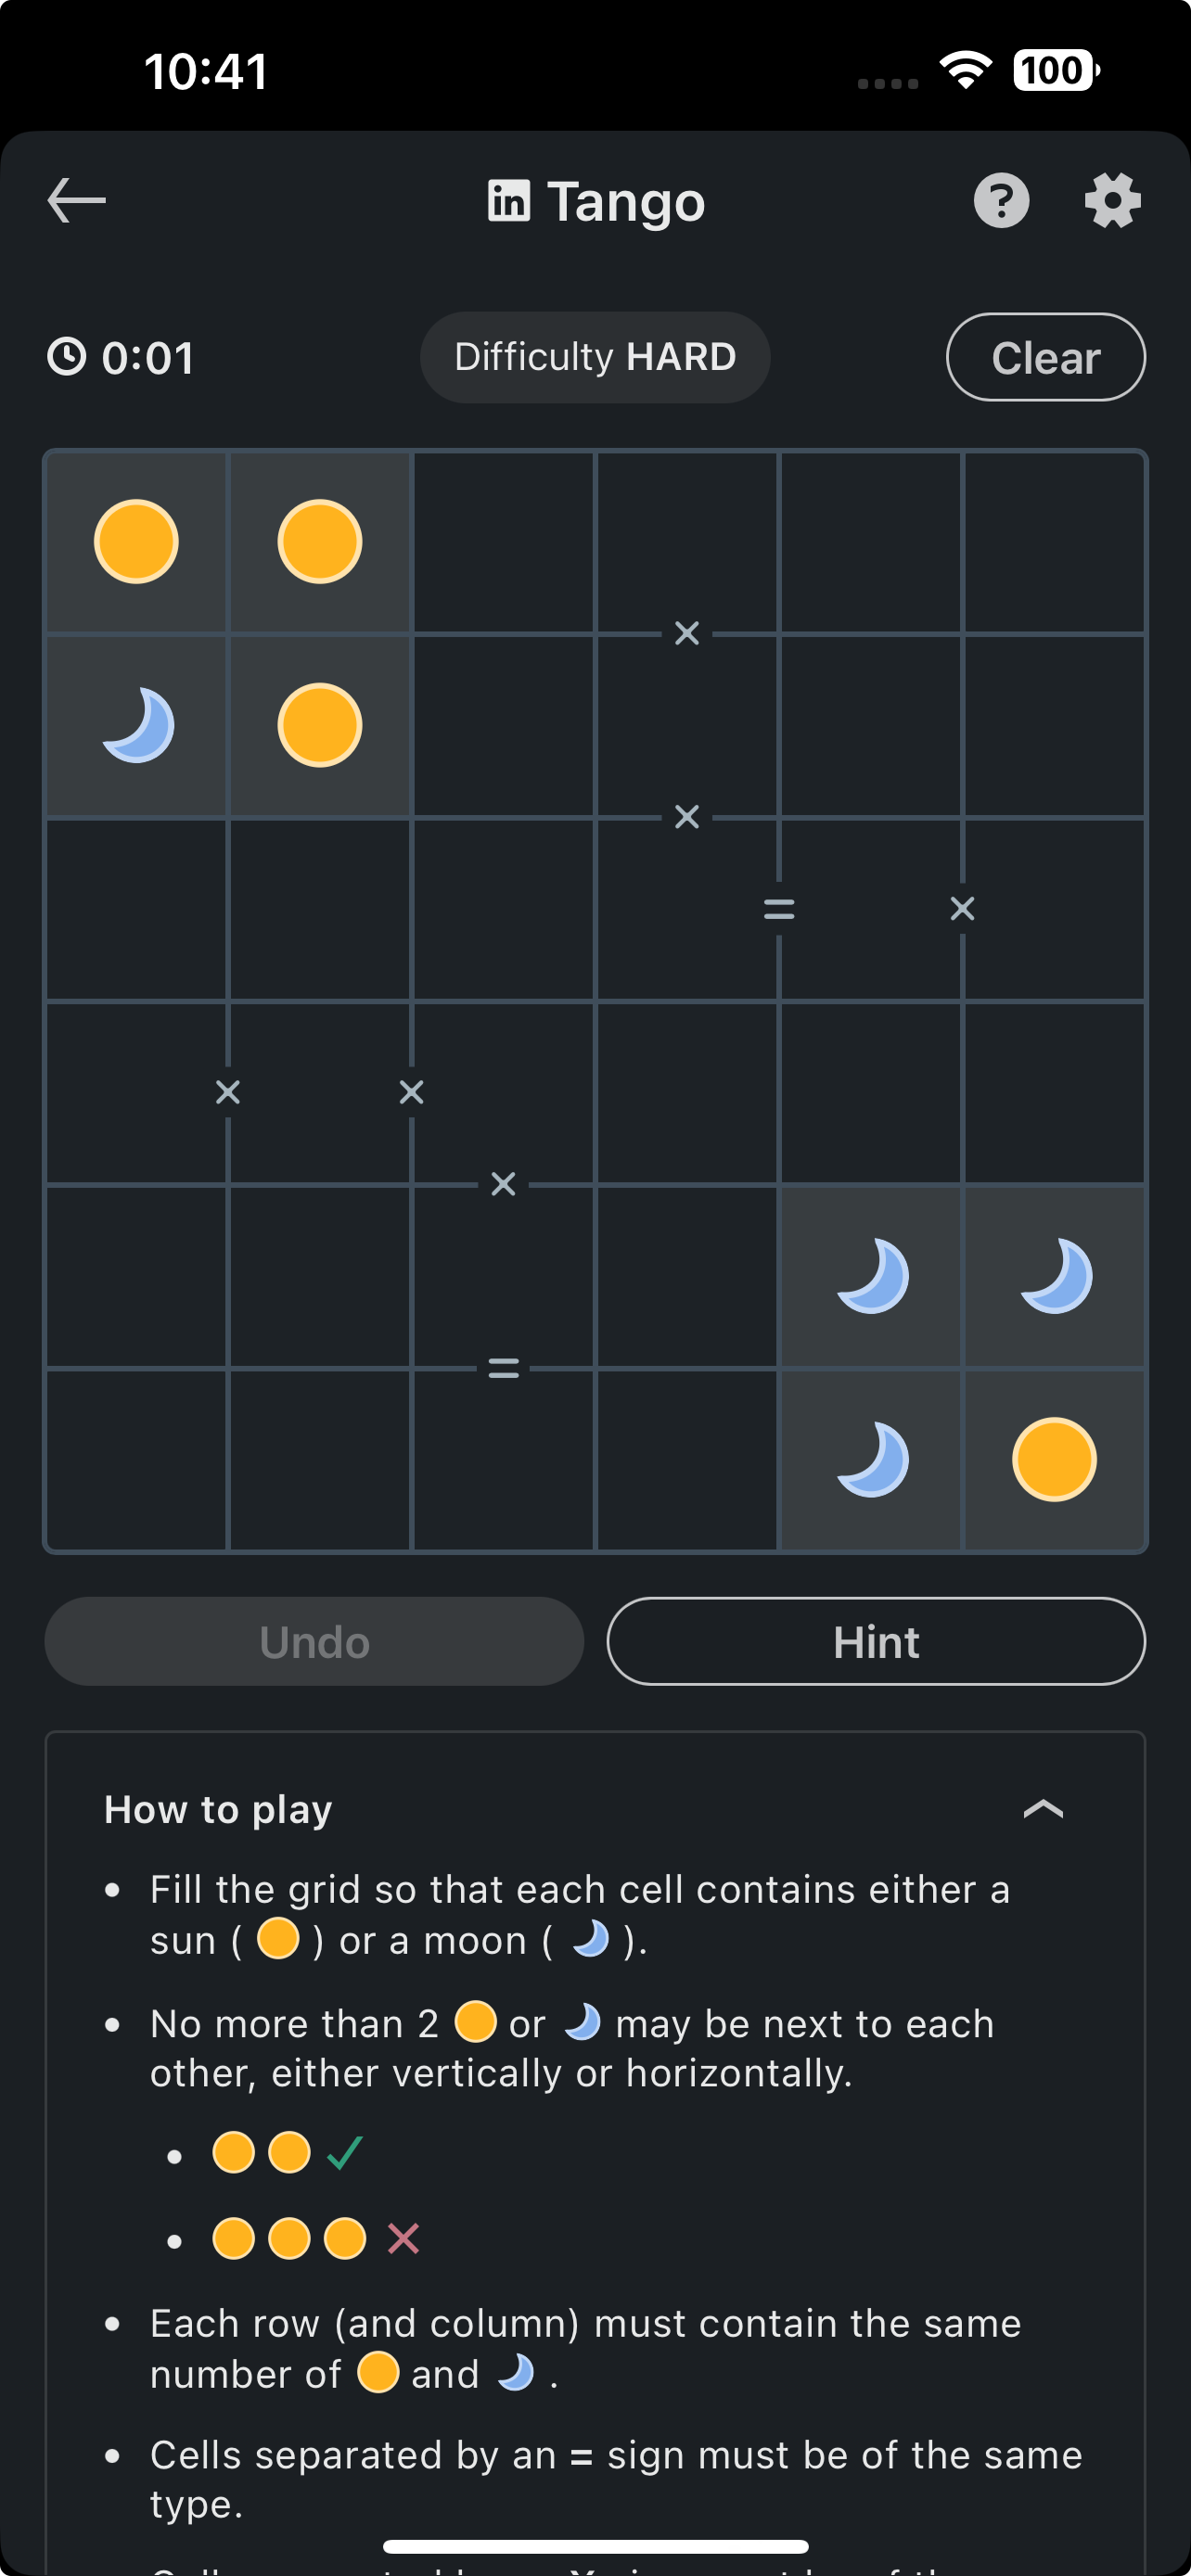 10:41
100
in Tango
?
0:01
Difficulty HARD
Clear
×
×
=
×
×
×
×
=
Undo
Hint
How to play
• Fill the grid so that each cell contains either a
sun ( ) or a moon ( ).
• No more than 2 or may be next to each
other, either vertically or horizontally.
• Each row (and column) must contain the same
number of and .
• Cells separated by an = sign must be of the same
type.